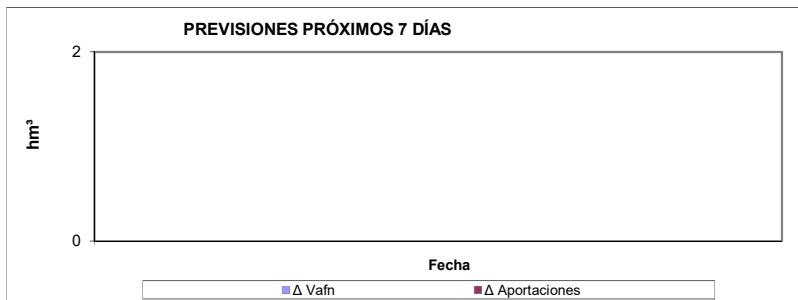 PREVISIONES PRÓXIMOS 7 DÍAS
2
hm³
0
Fecha
Δ Vafn Δ Aportaciones